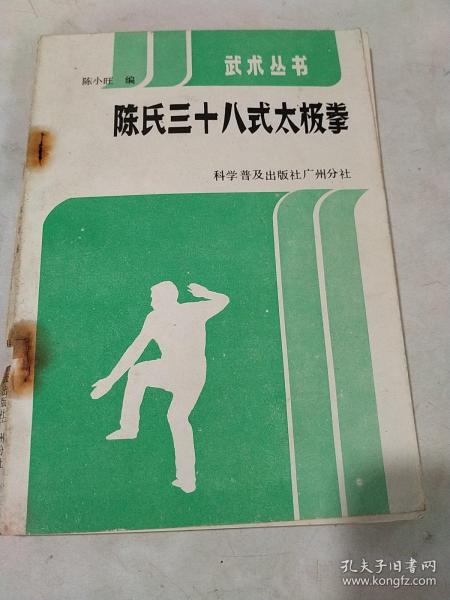 武术丛书
陈小旺 编
陈氏三十八式太极拳
科学普及出版社广州分社
孔夫子旧书网
www.kongfz.com